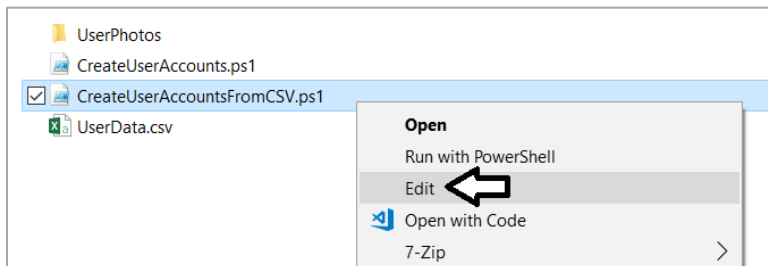 UserPhotos
CreateUserAccounts.ps1
CreateUserAccountsFromCSV.ps1
UserData.csv
Open
Run with PowerShell
Edit
Open with Code
7-Zip